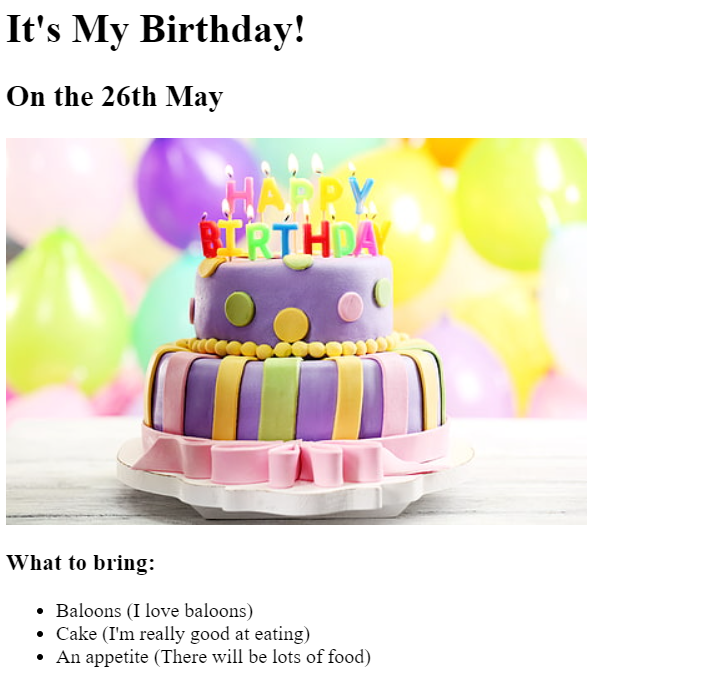 It's My Birthday!
On the 26th May
HAPPY
BIRTHDAY
What to bring:
Baloons (I love baloons)
Cake (I'm really good at eating)
An appetite (There will be lots of food)